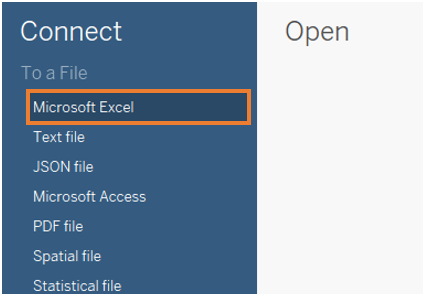 Connect
Open
To a File
Microsoft Excel
Text file
JSON file
Microsoft Access
PDF file
Spatial file
Statistical file